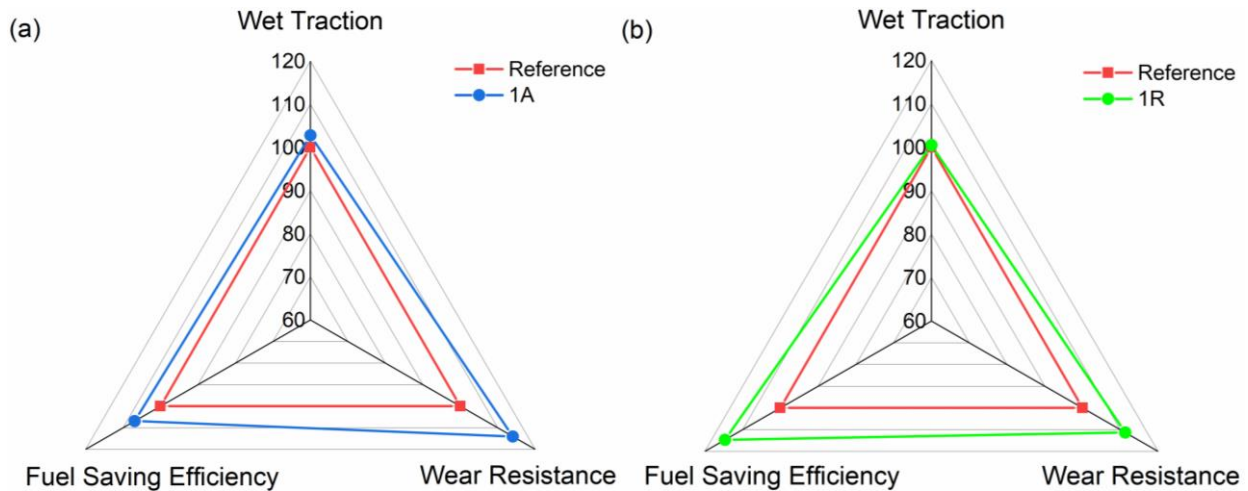 (a)
Wet Traction
Reference
1A
120
110
100
90
80
70
60
Fuel Saving Efficiency
Wear Resistance
(b)
Wet Traction
Reference
1R
120
110
100
90
80
70
60
Fuel Saving Efficiency
Wear Resistance